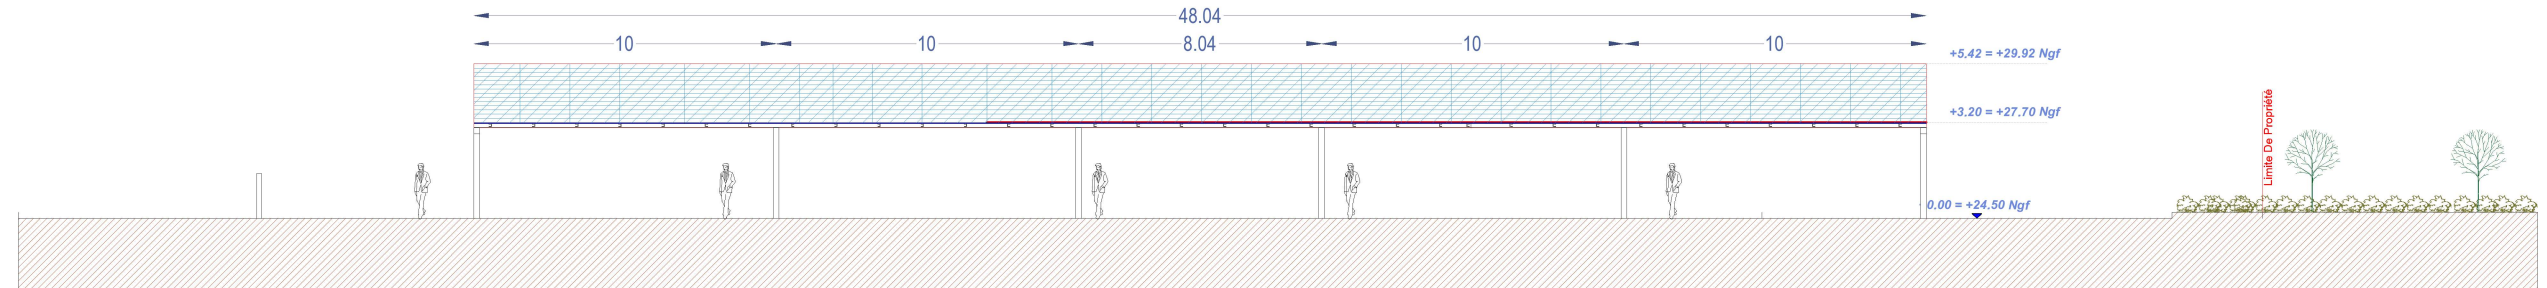 48.04
10 10 8.04 10 10
+5.42 = +29.92 Ngf
+3.20 = +27.70 Ngf
Limite De Propriété
0.00 = +24.50 Ngf